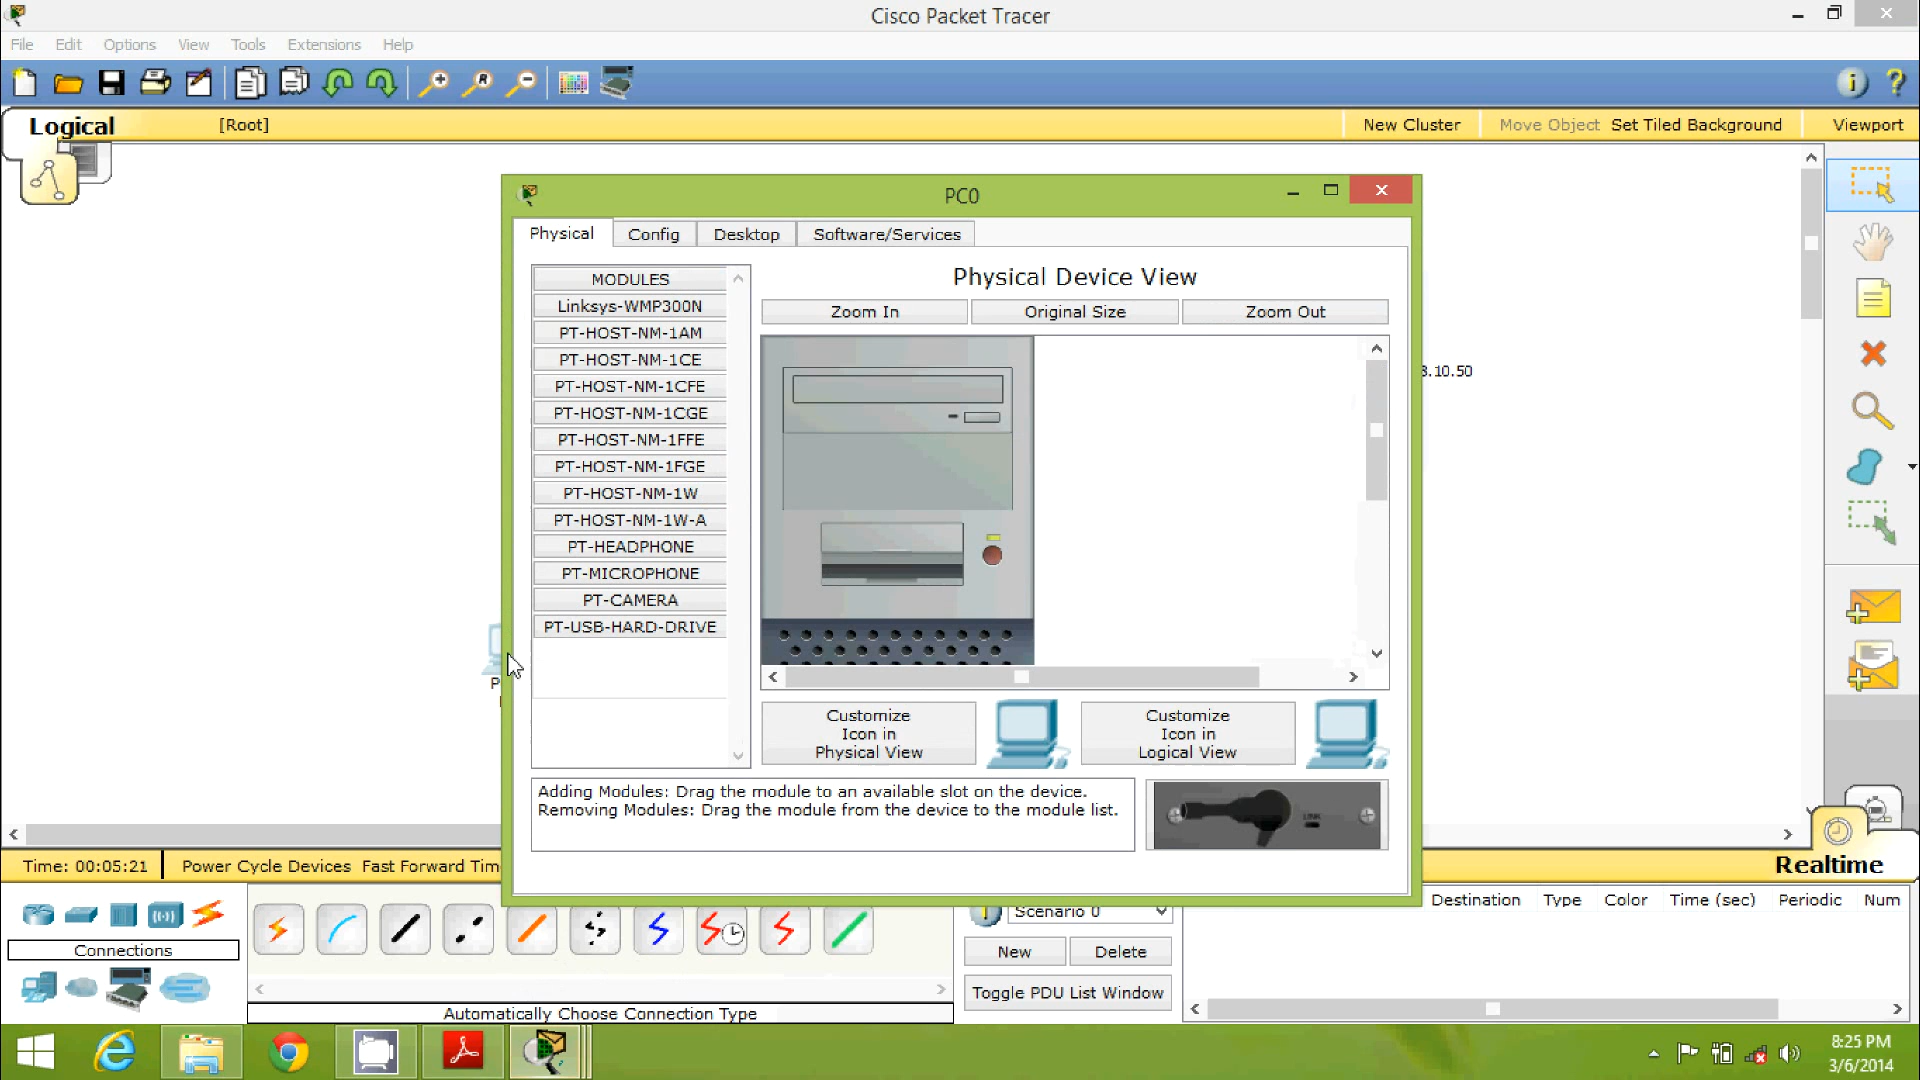 Cisco Packet Tracer
File Edit Options View Tools Extensions Help
R
i ?
Logical [Root] New Cluster Move Object Set Tiled Background Viewport
PC0
Physical Config Desktop Software/Services
MODULES
Linksys-WMP300N
PT-HOST-NM-1AM
PT-HOST-NM-1CE
PT-HOST-NM-1CFE
PT-HOST-NM-1CGE
PT-HOST-NM-1FFE
PT-HOST-NM-1FGE
PT-HOST-NM-1W
PT-HOST-NM-1W-A
PT-HEADPHONE
PT-MICROPHONE
PT-CAMERA
PT-USB-HARD-DRIVE
Physical Device View
Zoom In Original Size Zoom Out
3.10.50
P
Customize
Icon in
Physical View
Customize
Icon in
Logical View
Adding Modules: Drag the module to an available slot on the device.
Removing Modules: Drag the module from the device to the module list.
LINK
Time: 00:05:21 Power Cycle Devices Fast Forward Tim
Realtime
Connections
Automatically Choose Connection Type
Scenario 0
New Delete
Toggle PDU List Window
Destination Type Color Time (sec) Periodic Num
8:25 PM
3/6/2014